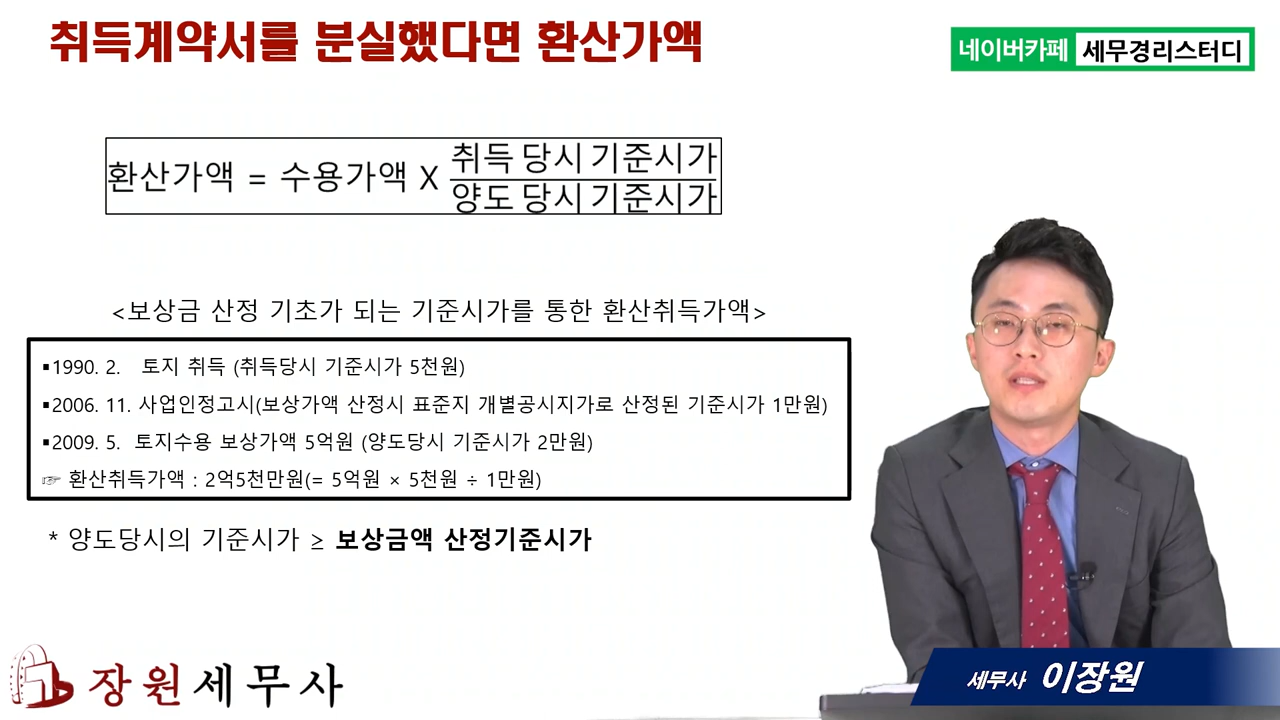 취득계약서를 분실했다면 환산가액
네이버카페 세무경리스터디
환산가액 = 수용가액 X 취득 당시 기준시가
양도 당시 기준시가
<보상금 산정 기초가 되는 기준시가를 통한 환산취득가액>
▪1990. 2. 토지 취득 (취득당시 기준시가 5천원)
▪2006. 11. 사업인정고시(보상가액 산정시 표준지 개별공시지가로 산정된 기준시가 1만원)
▪2009. 5. 토지수용 보상가액 5억원 (양도당시 기준시가 2만원)
☞ 환산취득가액 : 2억5천만원(= 5억원 × 5천원 ÷ 1만원)
* 양도당시의 기준시가 ≥ 보상금액 산정기준시가
장원세무사
세무사 이장원